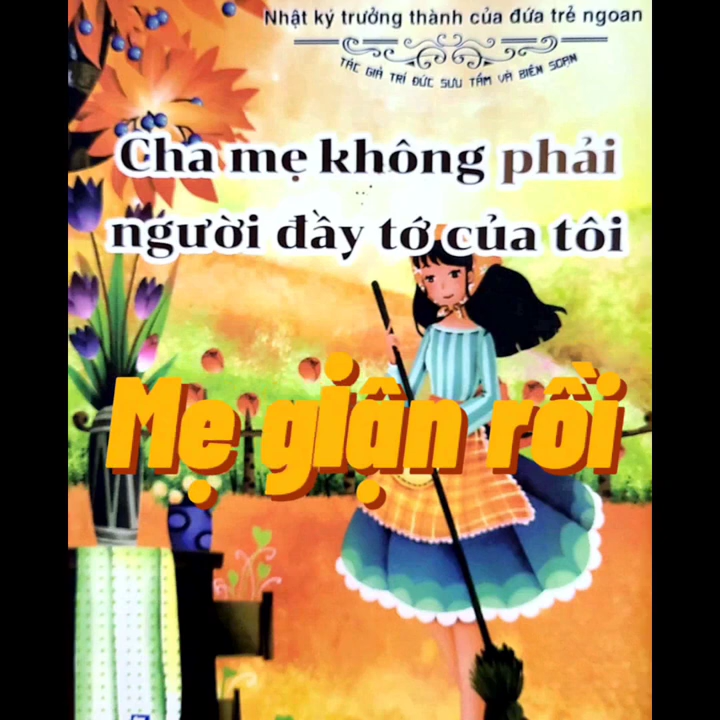 Nhật ký trưởng thành của đứa trẻ ngoan
TÁC GIẢ TRÍ ĐỨC SƯU TẦM VÀ BIÊN SOẠN
Cha mẹ không phải
người đầy tớ của tôi
Mẹ giận rồi